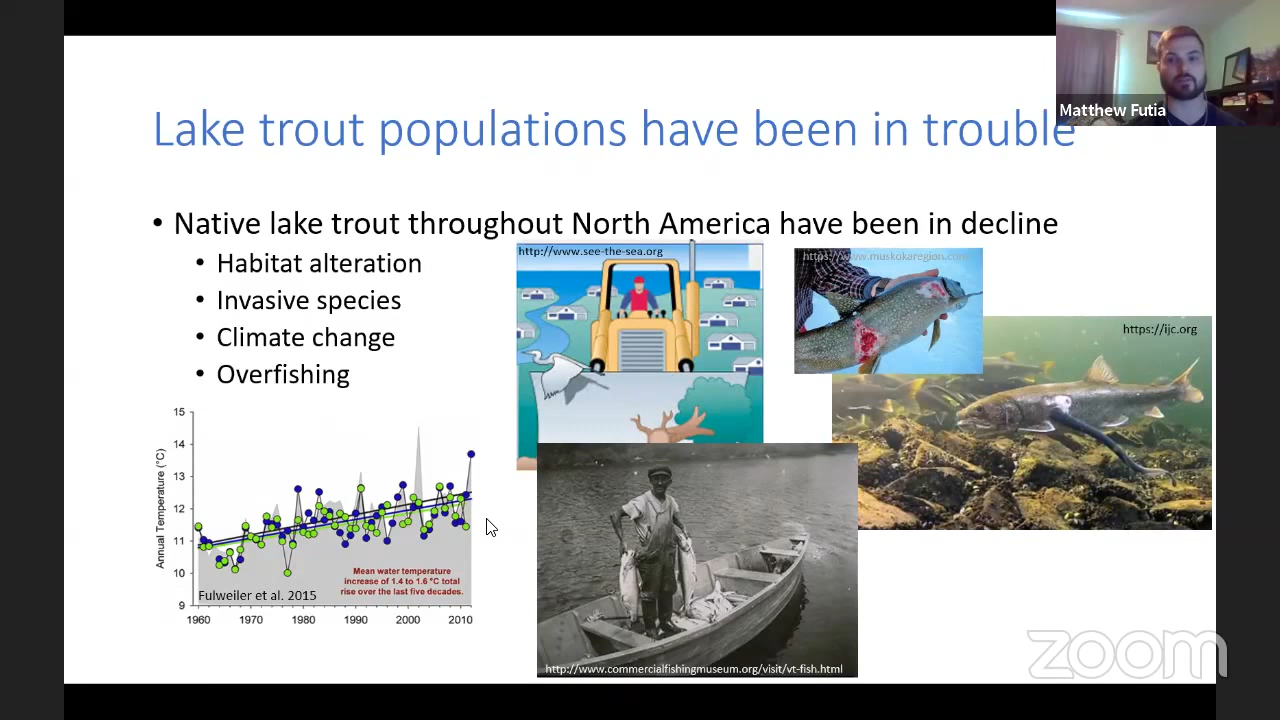 Matthew Futia
Lake trout populations have been in trouble
• Native lake trout throughout North America have been in decline
• Habitat alteration
• Invasive species
• Climate change
• Overfishing
http://www.see-the-sea.org
https://www.muskokaregion.com
https://ijc.org
15
14
13
12
11
10
9
Annual Temperature (°C)
Mean water temperature
increase of 1.4 to 1.6 °C total
rise over the last five decades.
Fulweiler et al. 2015
1960 1970 1980 1990 2000 2010
http://www.commercialfishingmuseum.org/visit/vt-fish.html
zoom